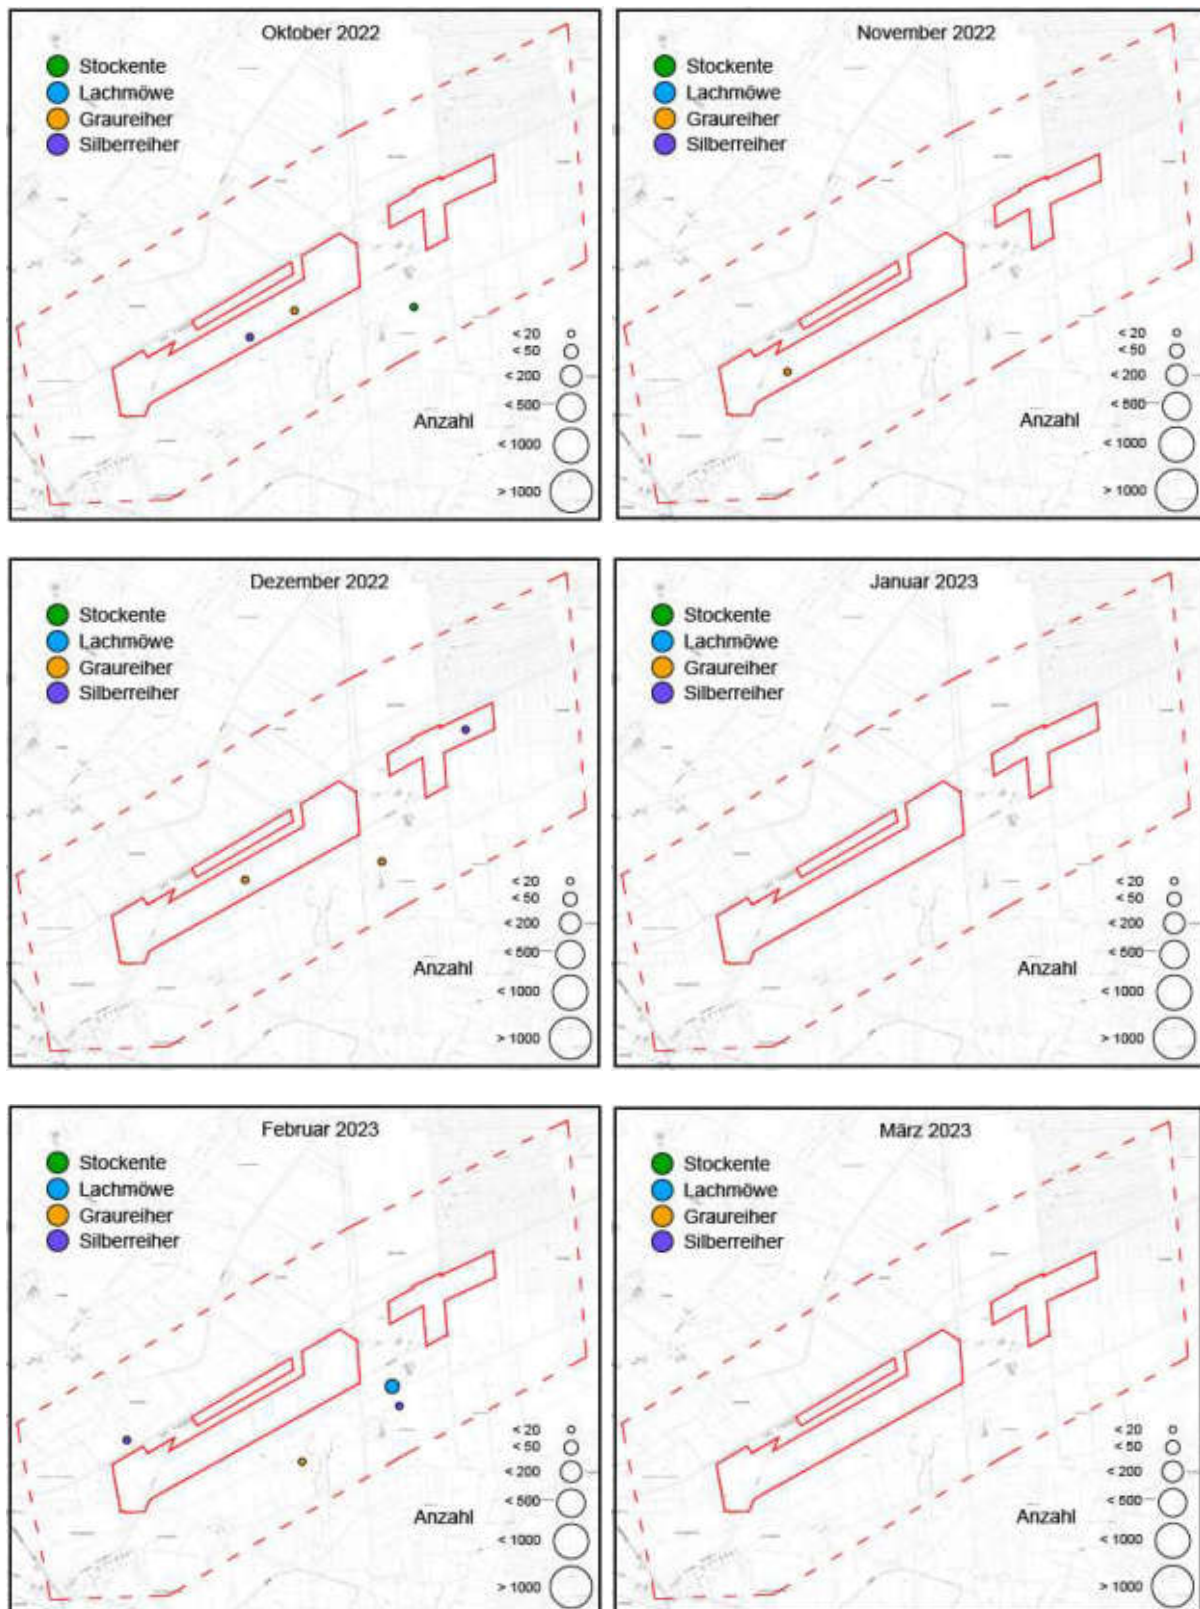 Oktober 2022
Stockente
Lachmöwe
Graureiher
Silberreiher
< 20
< 50
< 200
< 500
Anzahl
< 1000
> 1000
November 2022
Stockente
Lachmöwe
Graureiher
Silberreiher
< 20
< 50
< 200
< 500
Anzahl
< 1000
> 1000
Dezember 2022
Stockente
Lachmöwe
Graureiher
Silberreiher
< 20
< 50
< 200
< 500
Anzahl
< 1000
> 1000
Januar 2023
Stockente
Lachmöwe
Graureiher
Silberreiher
< 20
< 50
< 200
< 500
Anzahl
< 1000
> 1000
Februar 2023
Stockente
Lachmöwe
Graureiher
Silberreiher
< 20
< 50
< 200
< 500
Anzahl
< 1000
> 1000
März 2023
Stockente
Lachmöwe
Graureiher
Silberreiher
< 20
< 50
< 200
< 500
Anzahl
< 1000
> 1000